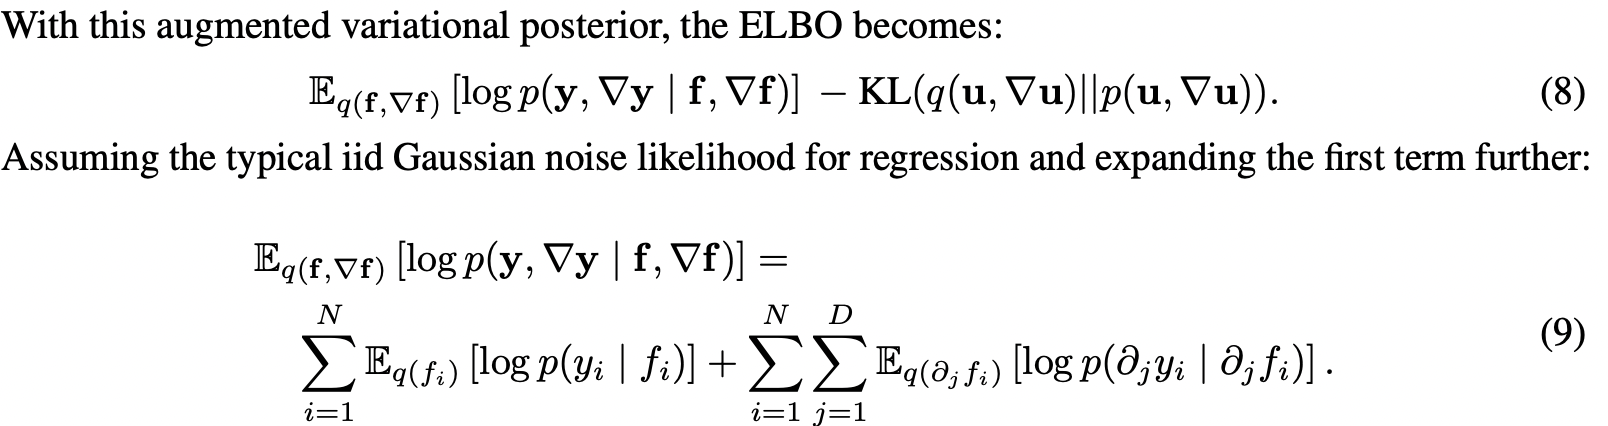 With this augmented variational posterior, the ELBO becomes:
𝔼_{q(𝐟,∇𝐟)} [log p(𝐲, ∇𝐲 | 𝐟, ∇𝐟)] − KL(q(𝐮, ∇𝐮)||p(𝐮, ∇𝐮)). (8)
Assuming the typical iid Gaussian noise likelihood for regression and expanding the first term further:
𝔼_{q(𝐟,∇𝐟)} [log p(𝐲, ∇𝐲 | 𝐟, ∇𝐟)] =
∑_{i=1}^{N} 𝔼_{q(f_i)} [log p(y_i | f_i)] + ∑_{i=1}^{N} ∑_{j=1}^{D} 𝔼_{q(∂_j f_i)} [log p(∂_j y_i | ∂_j f_i)] . (9)